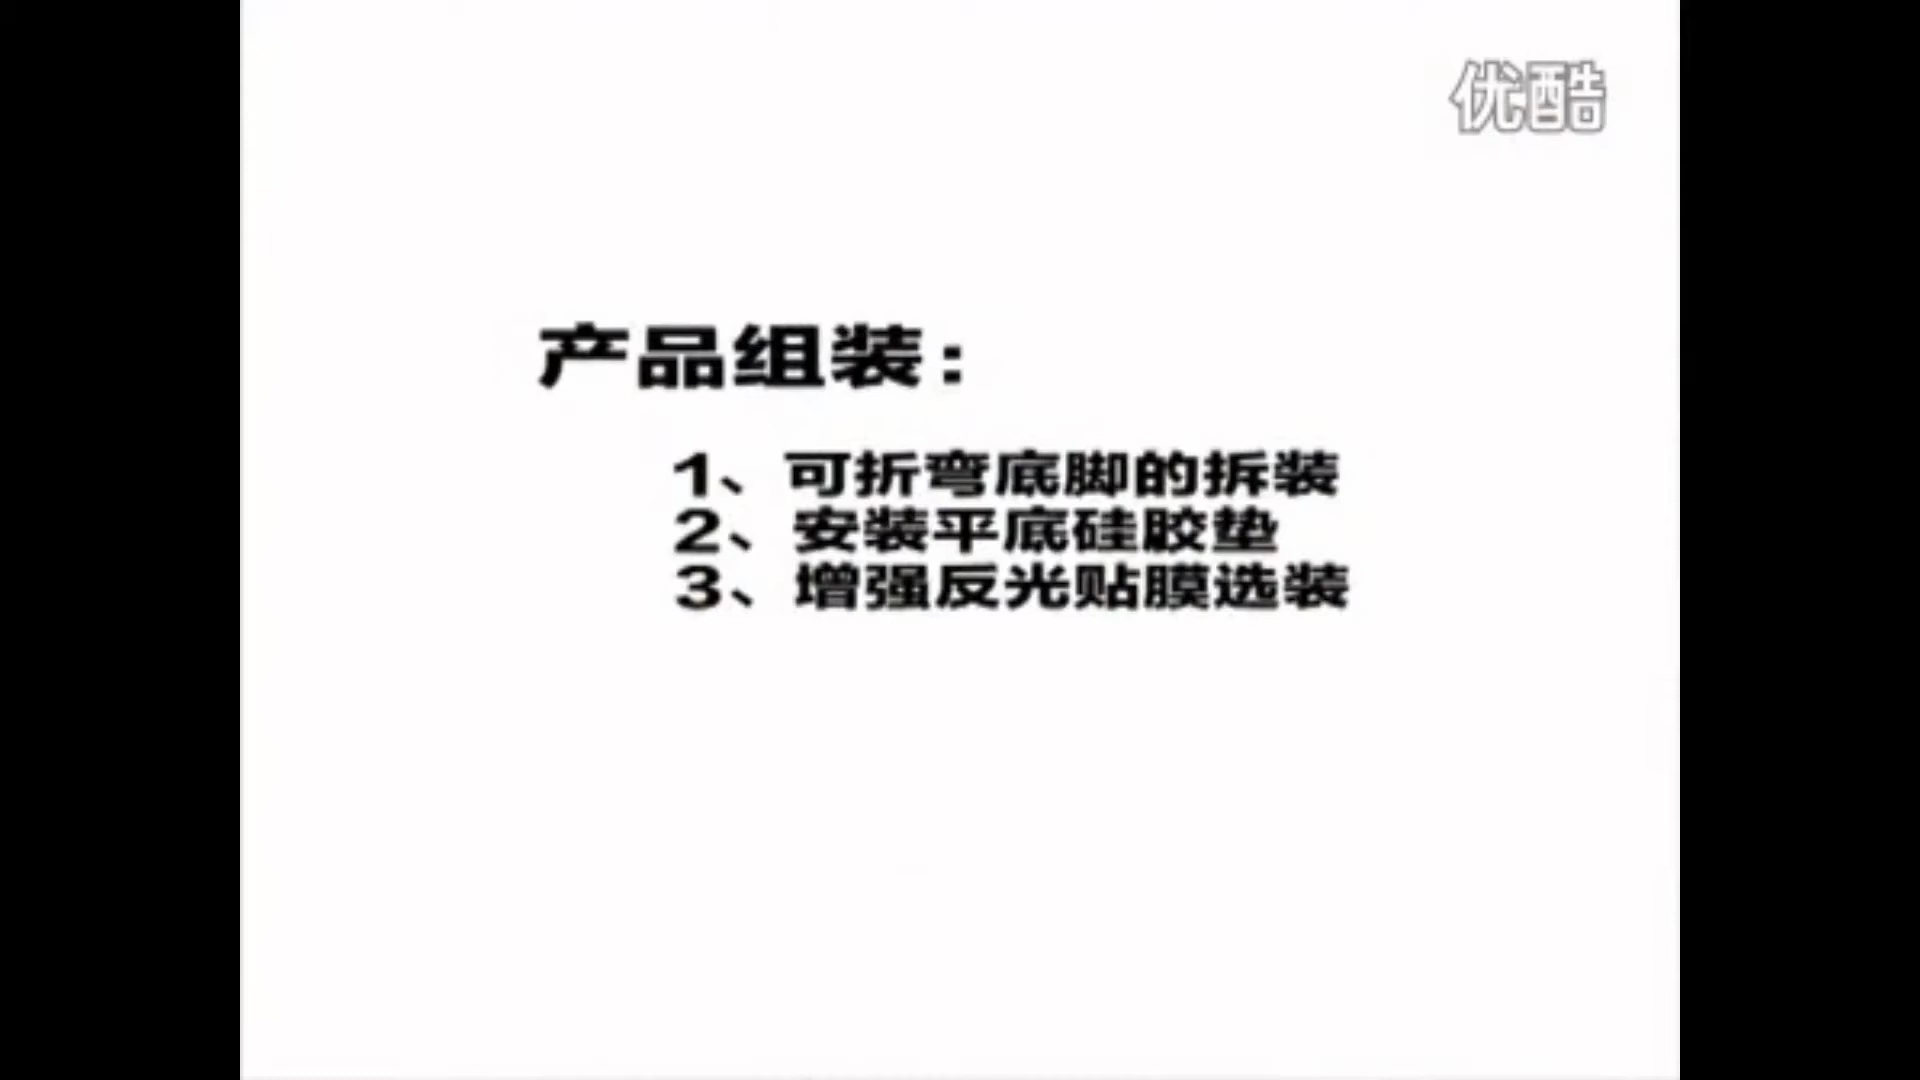 优酷
产品组装：
1、可折弯底脚的拆装
2、安装平底硅胶垫
3、增强反光贴膜选装